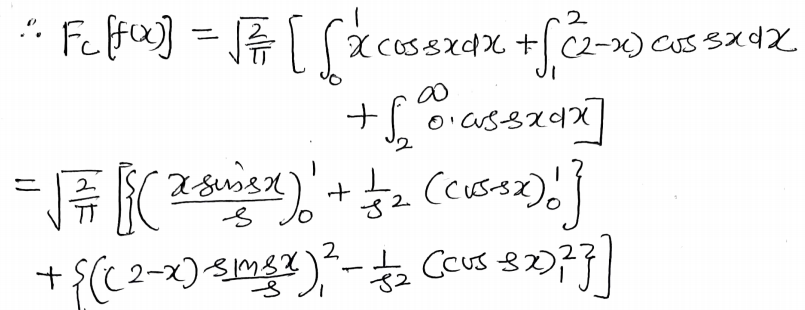 ∴ Fc[f(x)] = √(2/π) [ ∫₀¹ x cos sx dx + ∫₁² (2-x) cos sx dx
+ ∫₂^∞ 0. cos sx dx ]
= √(2/π) [ { ( x sin sx / s )₀¹ + 1/s² (cos sx)₀¹ }
+ { ( (2-x) sin sx / s )₁² - 1/s² (cos sx)₁² } ]